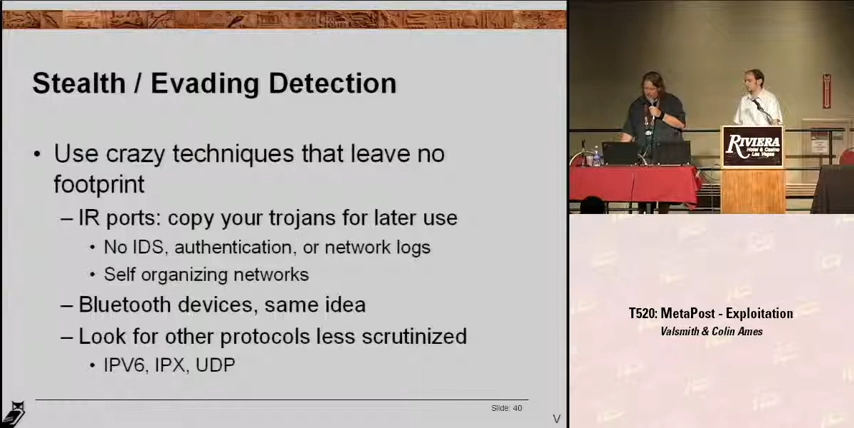 Stealth / Evading Detection
• Use crazy techniques that leave no
footprint
– IR ports: copy your trojans for later use
• No IDS, authentication, or network logs
• Self organizing networks
– Bluetooth devices, same idea
– Look for other protocols less scrutinized
• IPV6, IPX, UDP
Slide: 40
V
RIVIERA
Hotel & Casino
Las Vegas
T520: MetaPost - Exploitation
Valsmith & Colin Ames